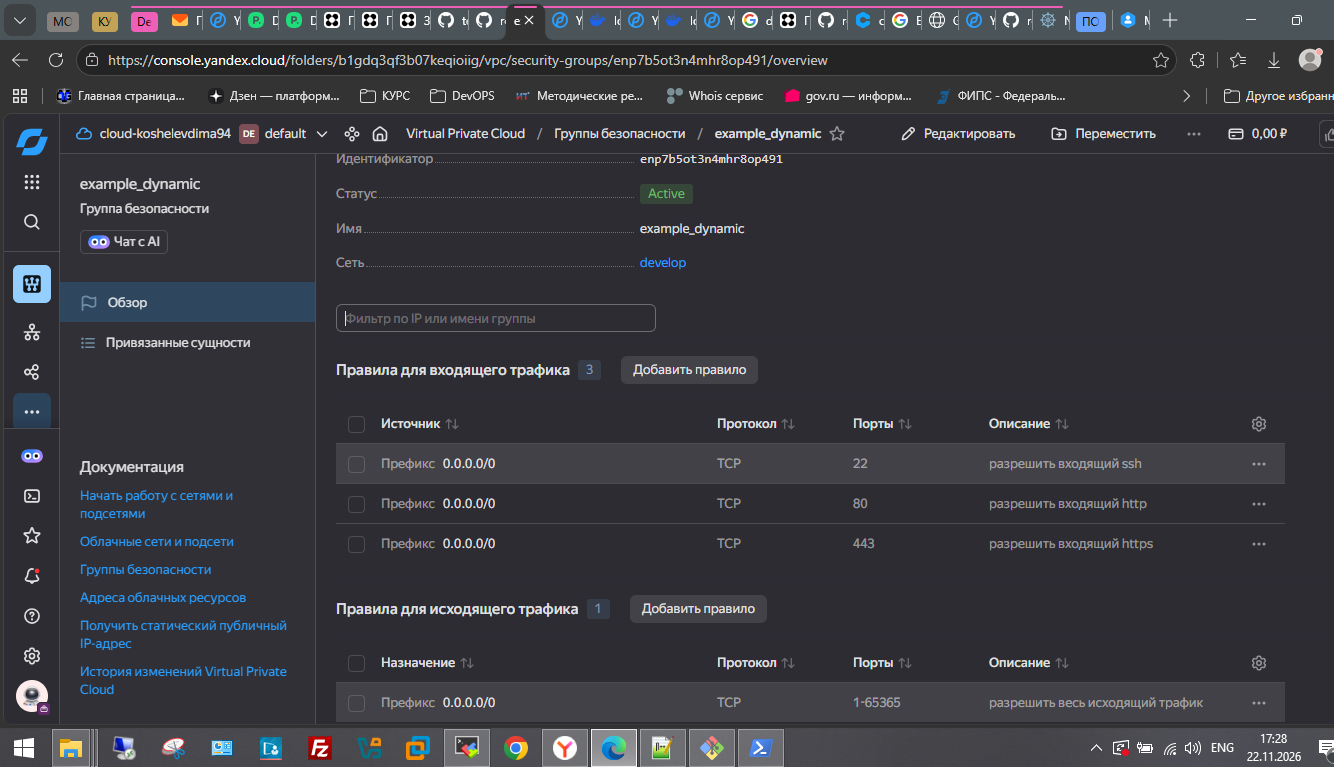 МО КУ De П Y D D П П З to re e Y Ic Y Ic Y d П r c E G Y r N ПО M
https://console.yandex.cloud/folders/b1gdq3qf3b07keqioiig/vpc/security-groups/enp7b5ot3n4mhr8op491/overview
Главная страница... Дзен — платформ... КУРС DevOPS Методические ре... Whois сервис gov.ru — информ... ФИПС - Федераль... Другое избранн
cloud-koshelevdima94 DE default Virtual Private Cloud / Группы безопасности / example_dynamic Редактировать Переместить 0,00 ₽
example_dynamic
Группа безопасности
Чат с AI
Обзор
Привязанные сущности
Документация
Начать работу с сетями и
подсетями
Облачные сети и подсети
Группы безопасности
Адреса облачных ресурсов
Получить статический публичный
IP-адрес
История изменений Virtual Private
Cloud
Идентификатор enp7b5ot3n4mhr8op491
Статус Active
Имя example_dynamic
Сеть develop
Фильтр по IP или имени группы
Правила для входящего трафика 3 Добавить правило
Источник Протокол Порты Описание
Префикс 0.0.0.0/0 TCP 22 разрешить входящий ssh
Префикс 0.0.0.0/0 TCP 80 разрешить входящий http
Префикс 0.0.0.0/0 TCP 443 разрешить входящий https
Правила для исходящего трафика 1 Добавить правило
Назначение Протокол Порты Описание
Префикс 0.0.0.0/0 TCP 1-65365 разрешить весь исходящий трафик
ENG 17:28
22.11.2026